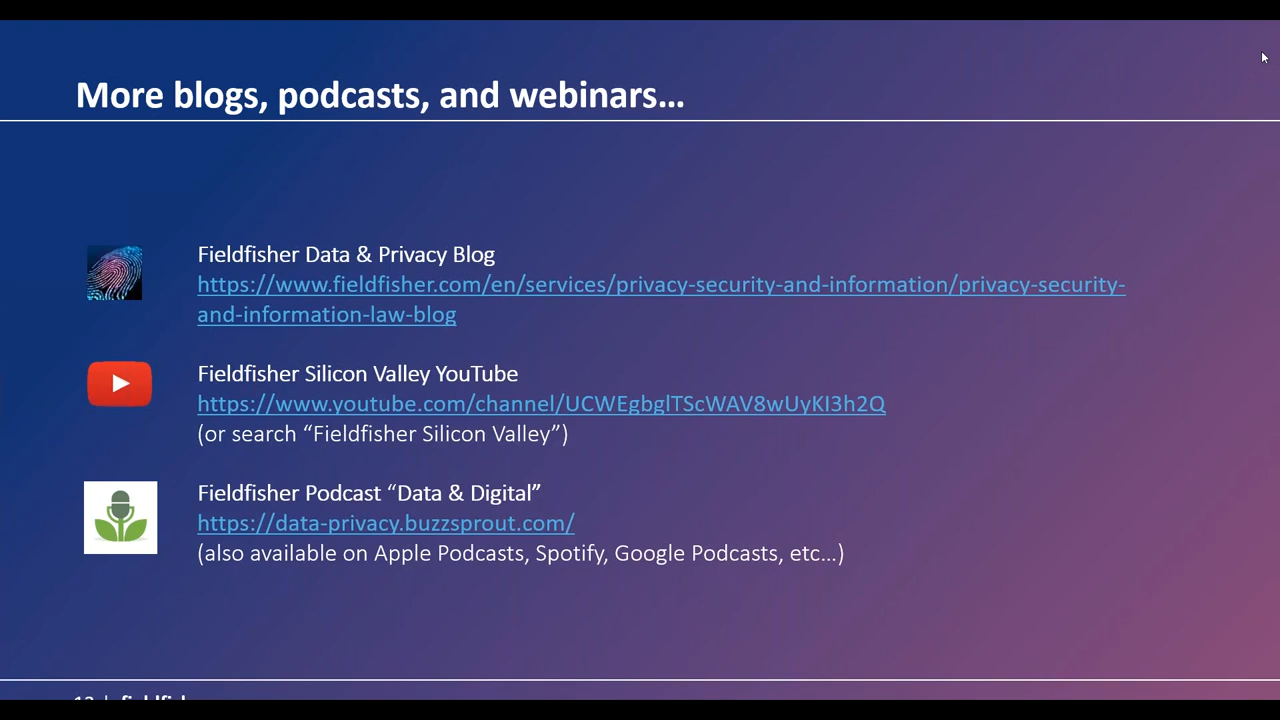 More blogs, podcasts, and webinars...
Fieldfisher Data & Privacy Blog
https://www.fieldfisher.com/en/services/privacy-security-and-information/privacy-security-
and-information-law-blog
Fieldfisher Silicon Valley YouTube
https://www.youtube.com/channel/UCWEgbglTScWAV8wUyKI3h2Q
(or search “Fieldfisher Silicon Valley”)
Fieldfisher Podcast “Data & Digital”
https://data-privacy.buzzsprout.com/
(also available on Apple Podcasts, Spotify, Google Podcasts, etc...)